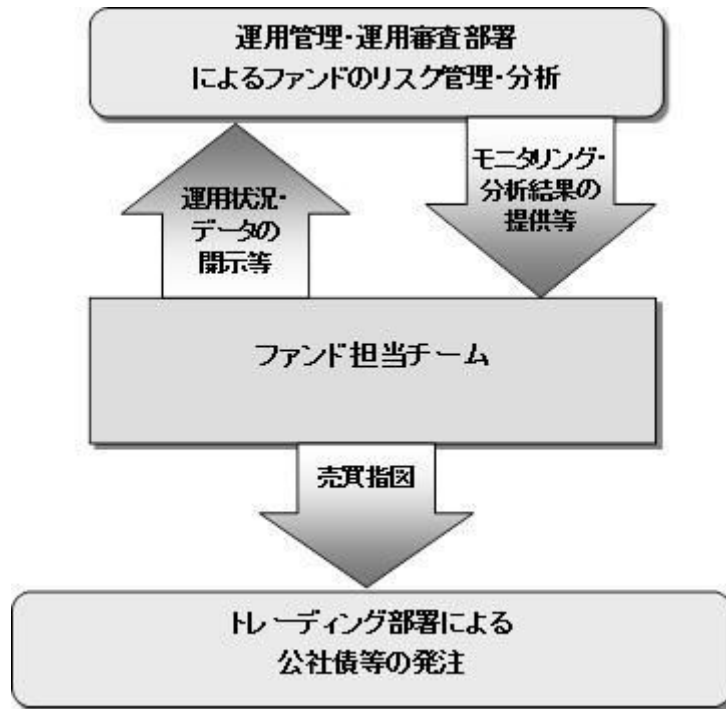 運用管理・運用審査部署
によるファンドのリスク管理・分析
運用状況・
データの
開示等
モニタリング・
分析結果の
提供等
ファンド担当チーム
売買指図
トレーディング部署による
公社債等の発注